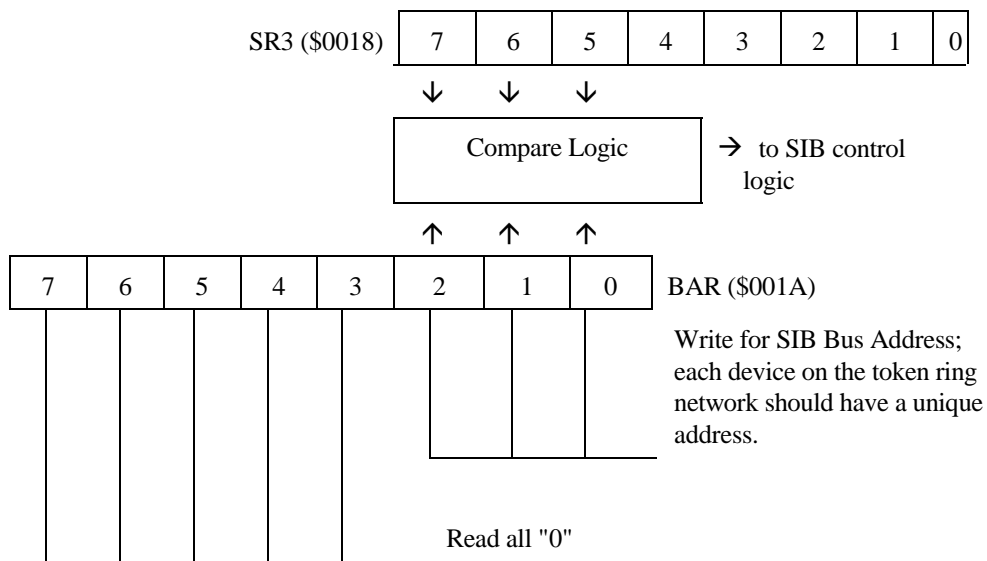 SR3 ($0018) 7 6 5 4 3 2 1 0
Compare Logic
→ to SIB control
logic
7 6 5 4 3 2 1 0 BAR ($001A)
Write for SIB Bus Address;
each device on the token ring
network should have a unique
address.
Read all "0"